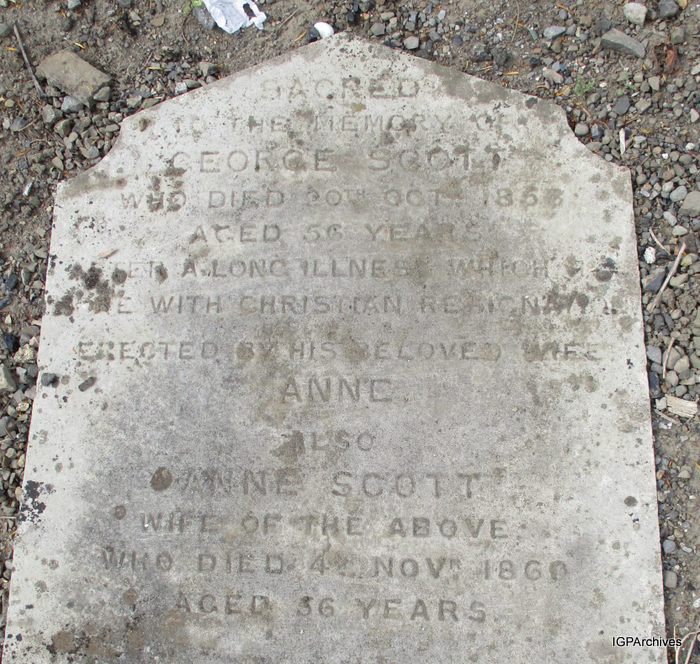 SACRED
TO THE MEMORY OF
GEORGE SCOTT
WHO DIED 20TH OCTR 1858
AGED 56 YEARS
AFTER A LONG ILLNESS WHICH
WITH CHRISTIAN RESIGNATION
ERECTED BY HIS BELOVED WIFE
ANNE
ALSO
ANNE SCOTT
WIFE OF THE ABOVE
WHO DIED 4TH NOVR 1860
AGED 36 YEARS
IGPArchives